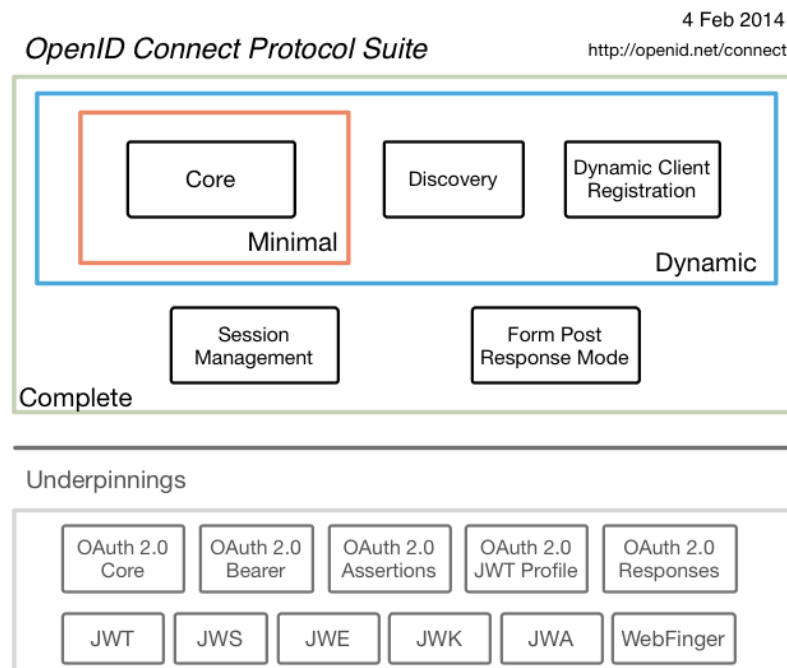 4 Feb 2014
OpenID Connect Protocol Suite
http://openid.net/connect
Core
Minimal
Discovery
Dynamic Client
Registration
Dynamic
Session
Management
Form Post
Response Mode
Complete
Underpinnings
OAuth 2.0
Core
OAuth 2.0
Bearer
OAuth 2.0
Assertions
OAuth 2.0
JWT Profile
OAuth 2.0
Responses
JWT
JWS
JWE
JWK
JWA
WebFinger